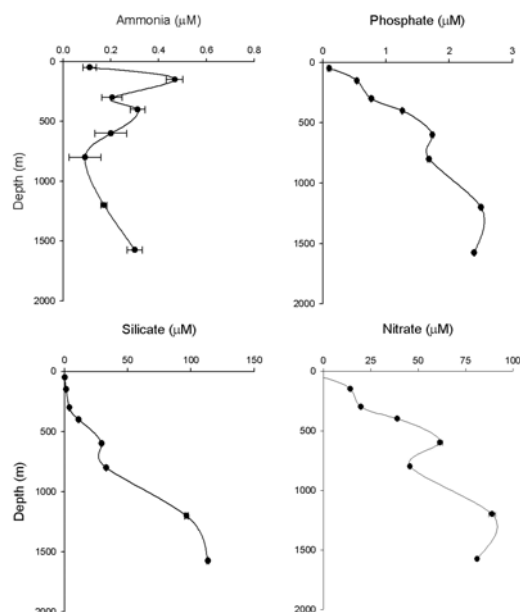 Ammonia (μM)
0.0 0.2 0.4 0.6 0.8
0
500
1000
1500
2000
Depth (m)
Phosphate (μM)
0 1 2 3
0
500
1000
1500
2000
Silicate (μM)
0 50 100 150
0
500
1000
1500
2000
Depth (m)
Nitrate (μM)
0 25 50 75 100
0
500
1000
1500
2000